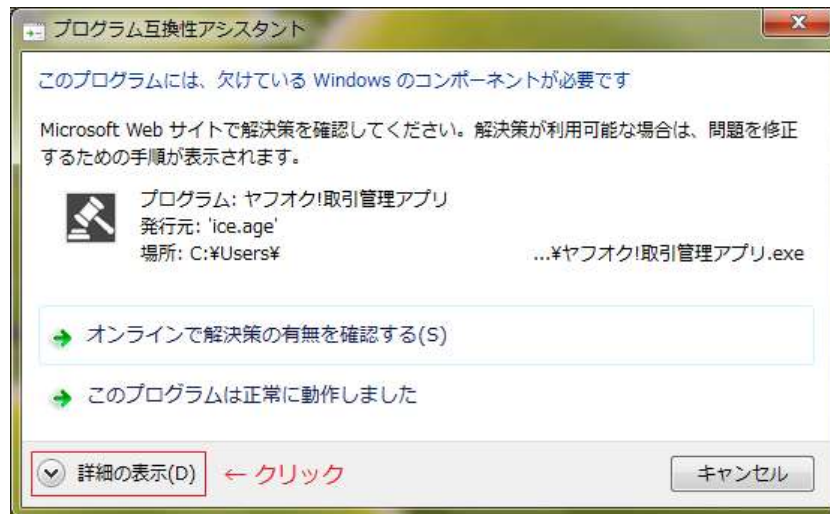 プログラム互換性アシスタント
このプログラムには、欠けている Windows のコンポーネントが必要です
Microsoft Web サイトで解決策を確認してください。解決策が利用可能な場合は、問題を修正
するための手順が表示されます。
プログラム: ヤフオク!取引管理アプリ
発行元: 'ice.age'
場所: C:¥Users¥ ...¥ヤフオク!取引管理アプリ.exe
オンラインで解決策の有無を確認する(S)
このプログラムは正常に動作しました
詳細の表示(D) ←クリック キャンセル